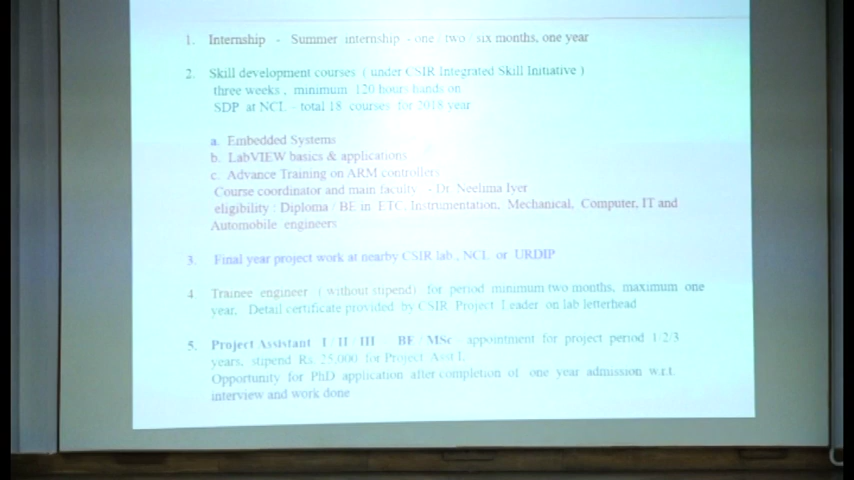 1. Internship - Summer internship - one / two / six months, one year
2. Skill development courses ( under CSIR Integrated Skill Initiative )
three weeks , minimum 120 hours hands on
SDP at NCL - total 18 courses for 2018 year
a. Embedded Systems
b. LabVIEW basics & applications
c. Advance Training on ARM controllers
Course coordinator and main faculty - Dr Neelima Iyer
eligibility : Diploma / BE in ETC, Instrumentation, Mechanical, Computer, IT and
Automobile engineers
3. Final year project work at nearby CSIR lab , NCL or URDIP
4 Trainee engineer ( without stipend) for period minimum two months, maximum one
year. Detail certificate provided by CSIR Project Leader on lab letterhead
5. Project Assistant I / II / III BE / MSc - appointment for project period 1/2/3
years, stipend Rs. 25,000 for Project Asst I.
Opportunity for PhD application after completion of one year admission w.r.t.
interview and work done